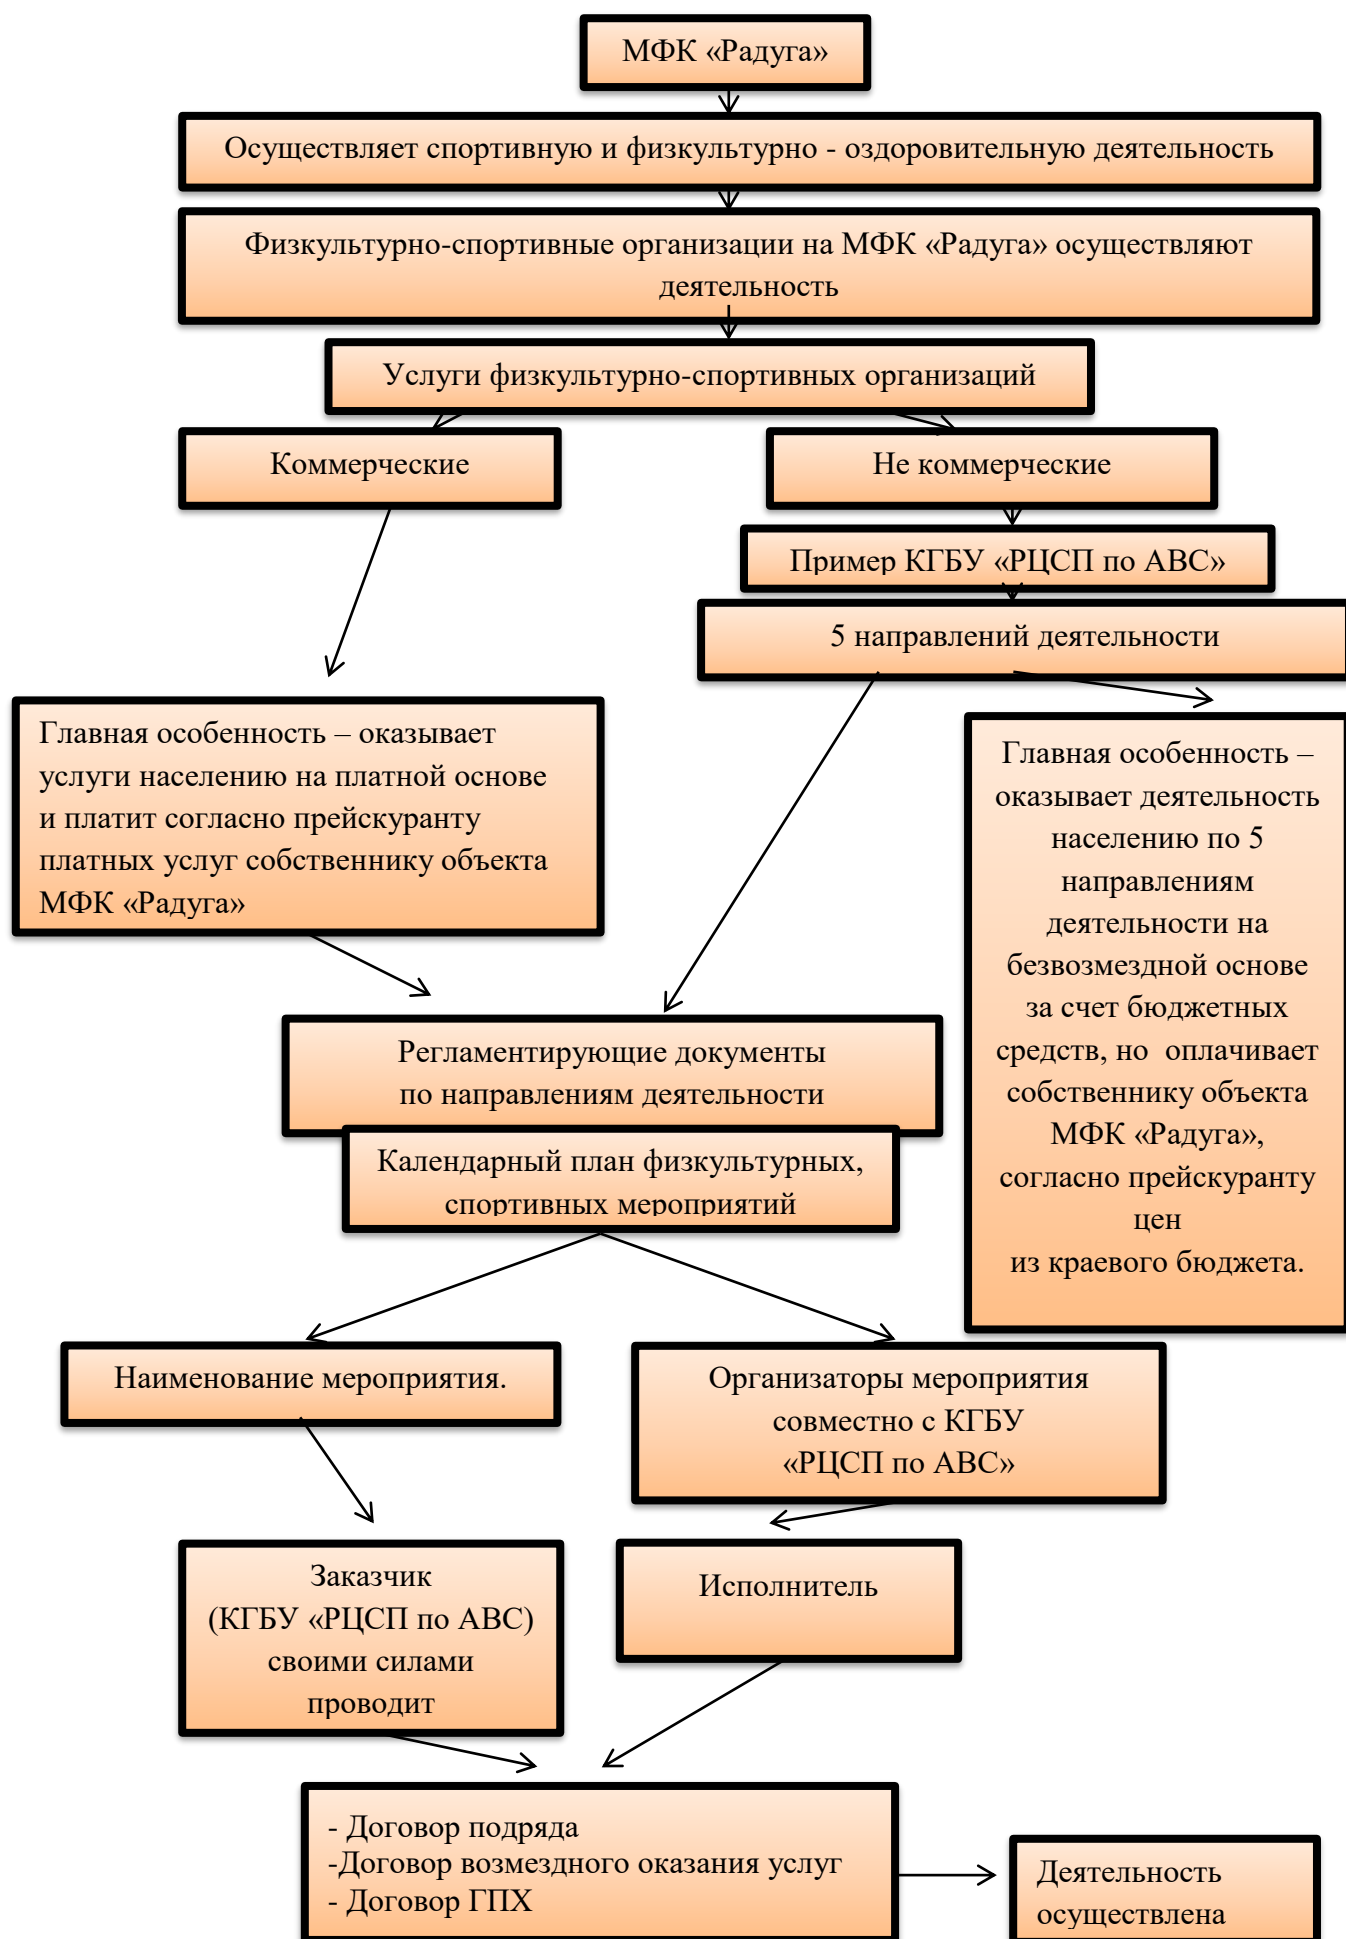 МФК «Радуга»
Осуществляет спортивную и физкультурно - оздоровительную деятельность
Физкультурно-спортивные организации на МФК «Радуга» осуществляют
деятельность
Услуги физкультурно-спортивных организаций
Коммерческие
Не коммерческие
Пример КГБУ «РЦСП по АВС»
5 направлений деятельности
Главная особенность – оказывает
услуги населению на платной основе
и платит согласно прейскуранту
платных услуг собственнику объекта
МФК «Радуга»
Главная особенность –
оказывает деятельность
населению по 5
направлениям
деятельности на
безвозмездной основе
за счет бюджетных
средств, но  оплачивает
собственнику объекта
МФК «Радуга»,
согласно прейскуранту
цен
из краевого бюджета.
Регламентирующие документы
по направлениям деятельности
Календарный план физкультурных,
спортивных мероприятий
Наименование мероприятия.
Организаторы мероприятия
совместно с КГБУ
«РЦСП по АВС»
Заказчик
(КГБУ «РЦСП по АВС)
своими силами
проводит
Исполнитель
- Договор подряда
-Договор возмездного оказания услуг
- Договор ГПХ
Деятельность
осуществлена